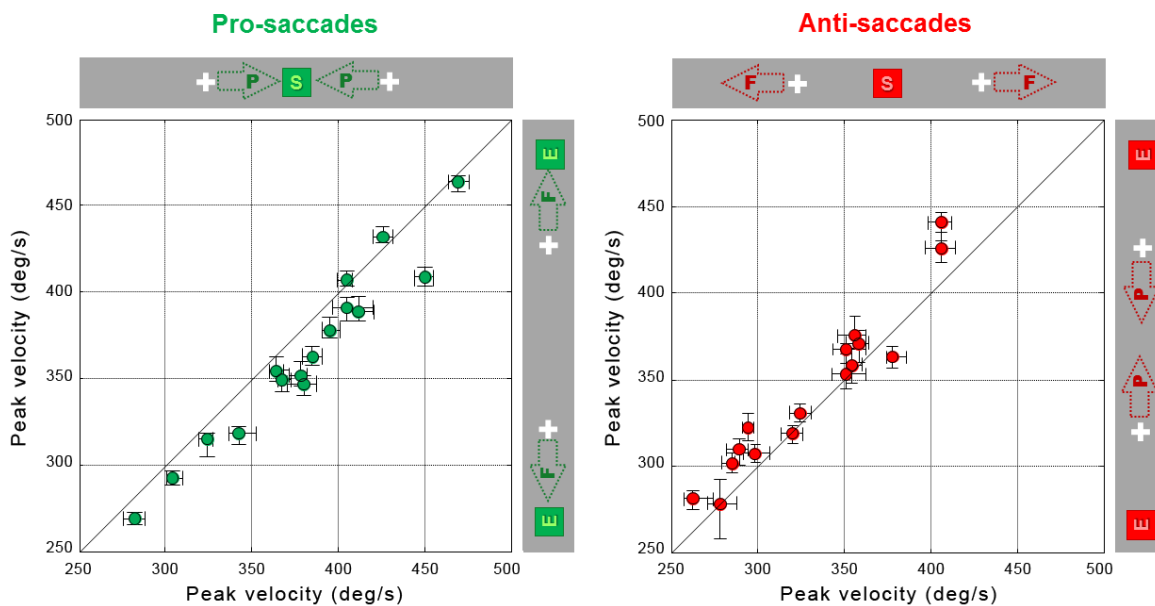 Pro-saccades
Anti-saccades
P S P
F S F
500
450
400
350
300
250
Peak velocity (deg/s)
250 300 350 400 450 500
Peak velocity (deg/s)
E
F
F
E
500
450
400
350
300
250
Peak velocity (deg/s)
250 300 350 400 450 500
Peak velocity (deg/s)
E
P
P
E